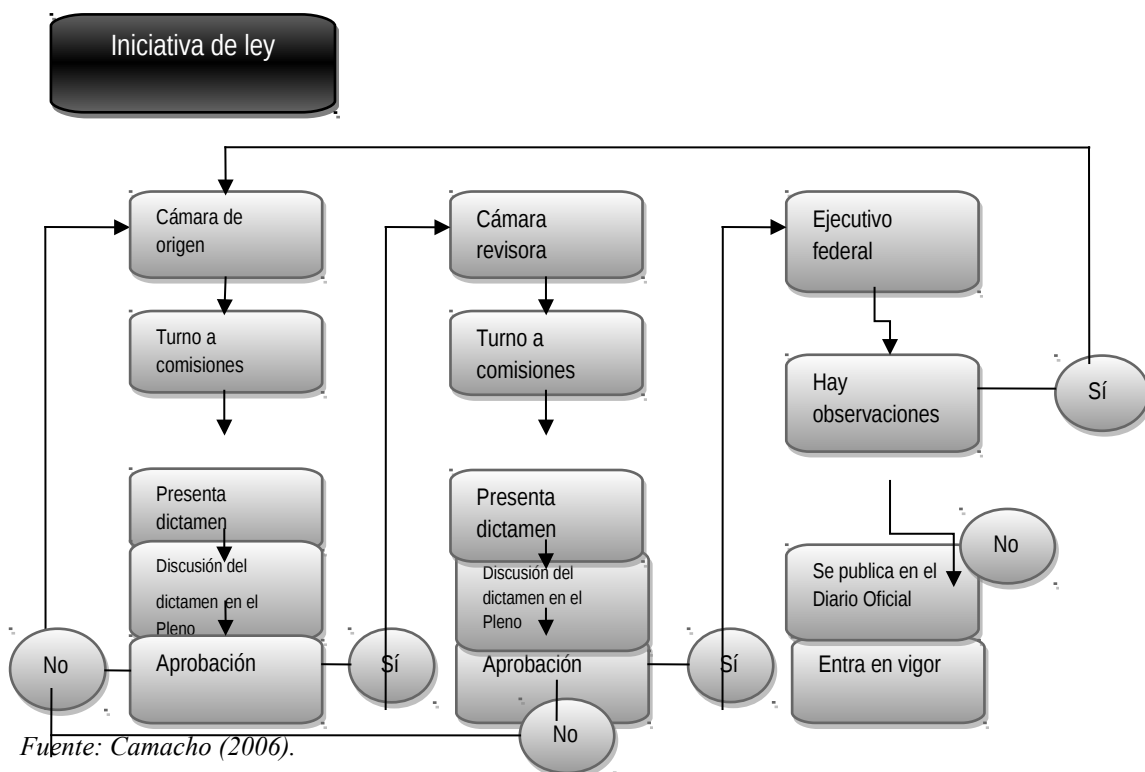 Iniciativa de ley
Cámara de
origen
Turno a
comisiones
Presenta
dictamen
Discusión del
dictamen en el
Pleno
Aprobación
No
Sí
Cámara
revisora
Turno a
comisiones
Presenta
dictamen
Discusión del
dictamen en el
Pleno
Aprobación
No
Sí
Ejecutivo
federal
Hay
observaciones
Sí
No
Se publica en el
Diario Oficial
Entra en vigor
Fuente: Camacho (2006).